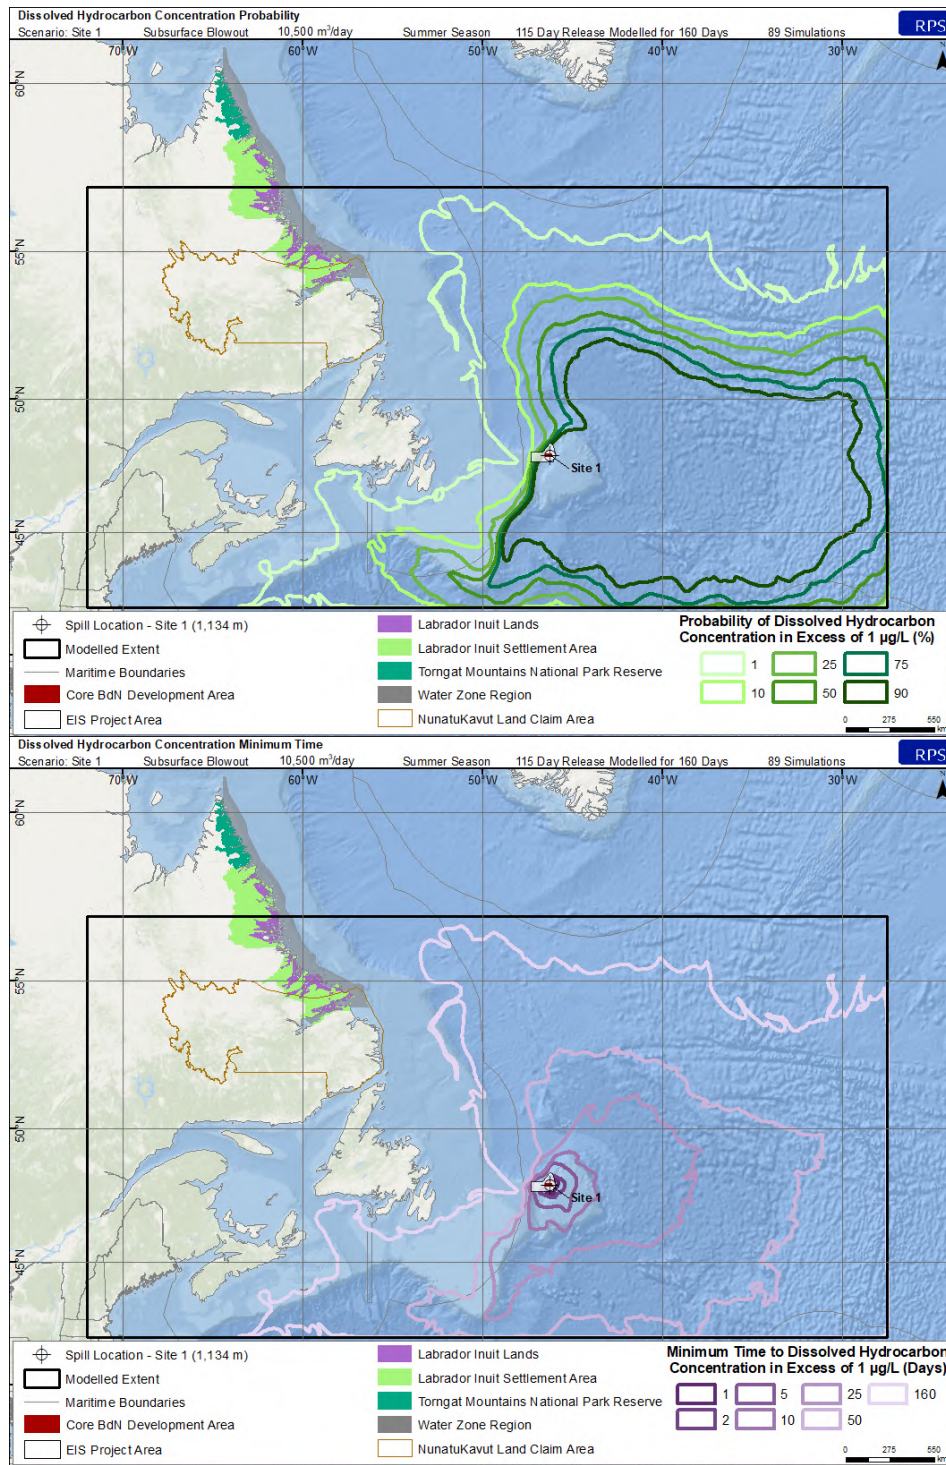 Dissolved Hydrocarbon Concentration Probability
Scenario: Site 1 Subsurface Blowout 10,500 m³/day Summer Season 115 Day Release Modelled for 160 Days 89 Simulations
RPS
70°W 60°W 50°W 40°W 30°W
N
60°N
55°N
50°N
45°N
Site 1
Spill Location - Site 1 (1,134 m)
Modelled Extent
Maritime Boundaries
Core BdN Development Area
EIS Project Area
Labrador Inuit Lands
Labrador Inuit Settlement Area
Torngat Mountains National Park Reserve
Water Zone Region
NunatuKavut Land Claim Area
Probability of Dissolved Hydrocarbon
Concentration in Excess of 1 µg/L (%)
1 25 75
10 50 90
0 275 550
km
Dissolved Hydrocarbon Concentration Minimum Time
Scenario: Site 1 Subsurface Blowout 10,500 m³/day Summer Season 115 Day Release Modelled for 160 Days 89 Simulations
RPS
70°W 60°W 50°W 40°W 30°W
N
60°N
55°N
50°N
45°N
Site 1
Spill Location - Site 1 (1,134 m)
Modelled Extent
Maritime Boundaries
Core BdN Development Area
EIS Project Area
Labrador Inuit Lands
Labrador Inuit Settlement Area
Torngat Mountains National Park Reserve
Water Zone Region
NunatuKavut Land Claim Area
Minimum Time to Dissolved Hydrocarbon
Concentration in Excess of 1 µg/L (Days)
1 5 25 160
2 10 50
0 275 550
km